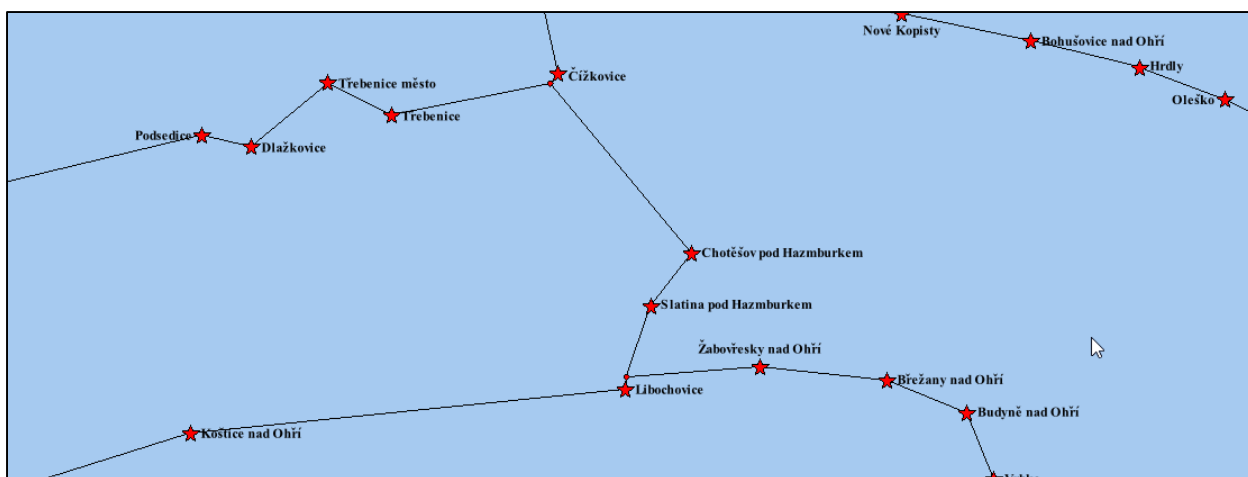 Nové Kopisty
Bohušovice nad Ohří
Hrdly
Čížkovice
Třebenice město
Oleško
Třebenice
Podsedice
Dlažkovice
Chotěšov pod Hazmburkem
Slatina pod Hazmburkem
Žabovřesky nad Ohří
Břežany nad Ohří
Libochovice
Budyně nad Ohří
Koštice nad Ohří